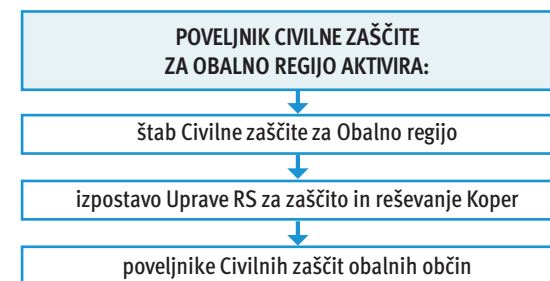 POVELJNIK CIVILNE ZAŠČITE
ZA OBALNO REGIJO AKTIVIRA:
štab Civilne zaščite za Obalno regijo
izpostavo Uprave RS za zaščito in reševanje Koper
poveljnike Civilnih zaščit obalnih občin